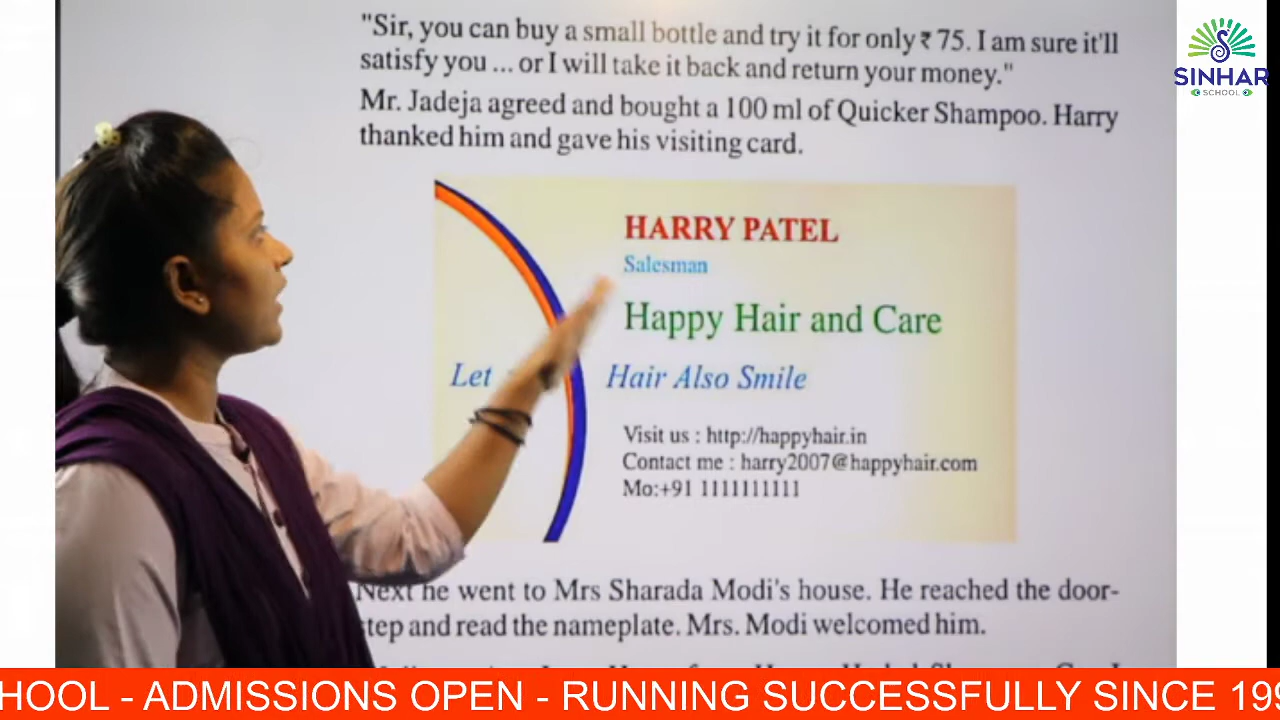 "Sir, you can buy a small bottle and try it for only ₹ 75. I am sure it'll
satisfy you ... or I will take it back and return your money."
Mr. Jadeja agreed and bought a 100 ml of Quicker Shampoo. Harry
thanked him and gave his visiting card.
HARRY PATEL
Salesman
Happy Hair and Care
Let Hair Also Smile
Visit us : http://happyhair.in
Contact me : harry2007@happyhair.com
Mo:+91 1111111111
Next he went to Mrs Sharada Modi's house. He reached the door-
step and read the nameplate. Mrs. Modi welcomed him.
SINHAR
SCHOOL
HOOL - ADMISSIONS OPEN - RUNNING SUCCESSFULLY SINCE 199